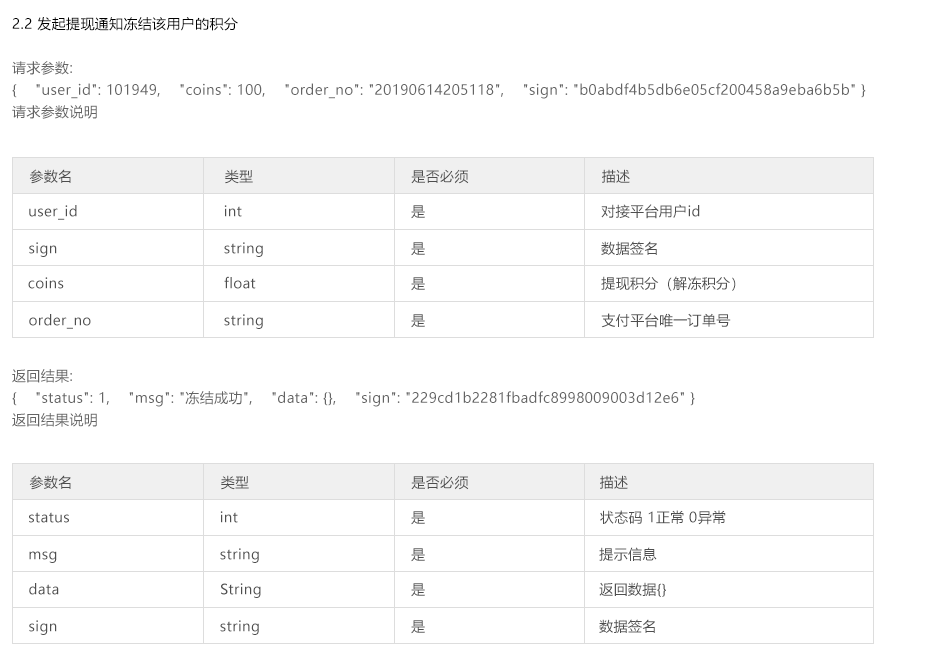 2.2 发起提现通知冻结该用户的积分
请求参数:
{ "user_id": 101949, "coins": 100, "order_no": "20190614205118", "sign": "b0abdf4b5db6e05cf200458a9eba6b5b" }
请求参数说明
参数名 类型 是否必须 描述
user_id int 是 对接平台用户id
sign string 是 数据签名
coins float 是 提现积分（解冻积分）
order_no string 是 支付平台唯一订单号
返回结果:
{ "status": 1, "msg": "冻结成功", "data": {}, "sign": "229cd1b2281fbadfc8998009003d12e6" }
返回结果说明
参数名 类型 是否必须 描述
status int 是 状态码 1正常 0异常
msg string 是 提示信息
data String 是 返回数据{}
sign string 是 数据签名